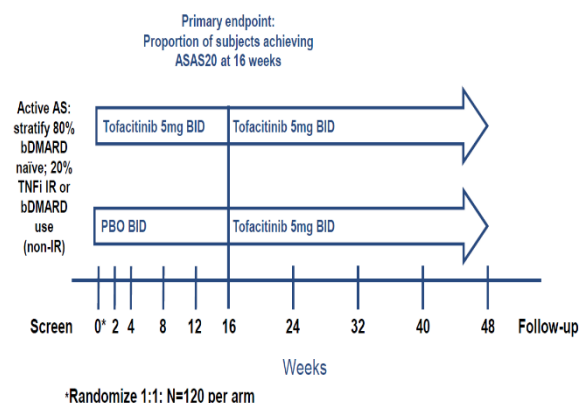 Primary endpoint:
Proportion of subjects achieving
ASAS20 at 16 weeks
Active AS:
stratify 80%
bDMARD
naïve; 20%
TNFi IR or
bDMARD
use
(non-IR)
Tofacitinib 5mg BID
Tofacitinib 5mg BID
PBO BID
Tofacitinib 5mg BID
Screen 0* 2 4 8 12 16 24 32 40 48 Follow-up
Weeks
*Randomize 1:1; N=120 per arm